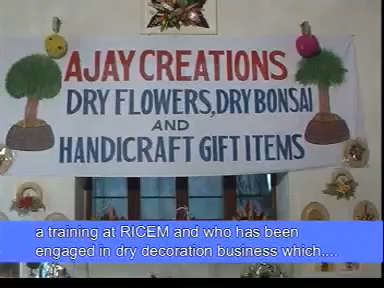 AJAY CREATIONS
DRY FLOWERS, DRY BONSAI
AND
HANDICRAFT GIFT ITEMS
a training at RICEM and who has been
engaged in dry decoration business which....